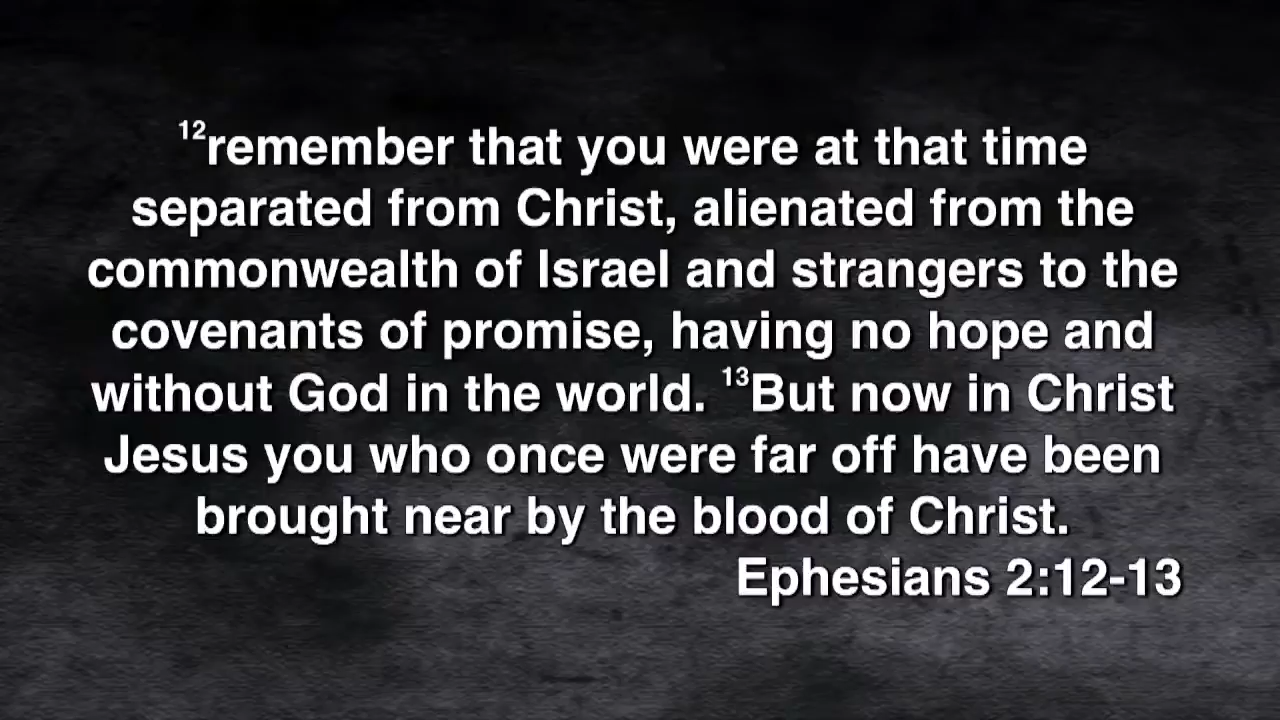 12remember that you were at that time
separated from Christ, alienated from the
commonwealth of Israel and strangers to the
covenants of promise, having no hope and
without God in the world. 13But now in Christ
Jesus you who once were far off have been
brought near by the blood of Christ.
Ephesians 2:12-13